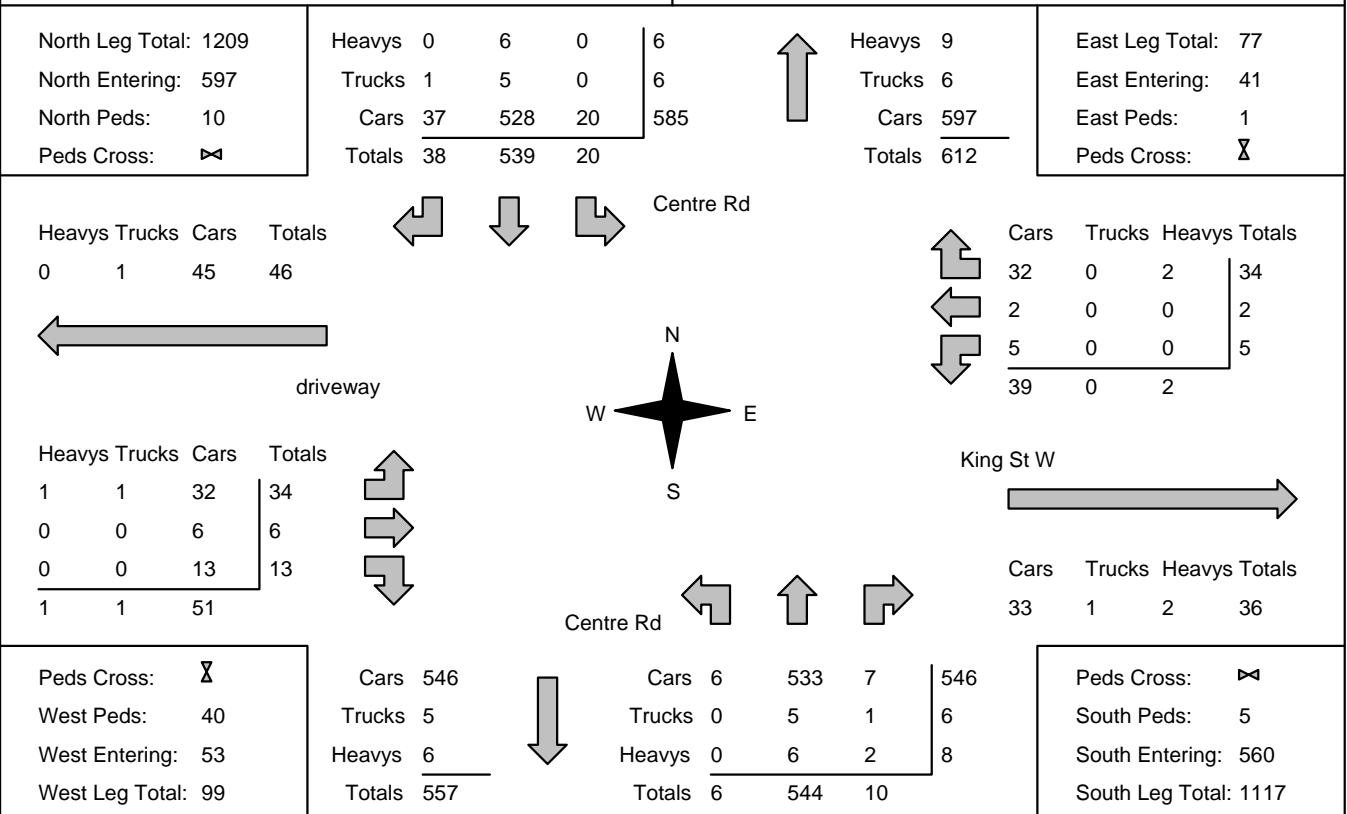 North Leg Total: 1209
North Entering: 597
North Peds: 10
Peds Cross:
Heavys 0 6 0 6
Trucks 1 5 0 6
Cars 37 528 20 585
Totals 38 539 20
Heavys 9
Trucks 6
Cars 597
Totals 612
East Leg Total: 77
East Entering: 41
East Peds: 1
Peds Cross:
Centre Rd
Heavys Trucks Cars Totals
0 1 45 46
driveway
Cars Trucks Heavys Totals
32 0 2 34
2 0 0 2
5 0 0 5
39 0 2
N
W E
S
Heavys Trucks Cars Totals
1 1 32 34
0 0 6 6
0 0 13 13
1 1 51
King St W
Cars Trucks Heavys Totals
33 1 2 36
Centre Rd
Peds Cross:
West Peds: 40
West Entering: 53
West Leg Total: 99
Cars 546
Trucks 5
Heavys 6
Totals 557
Cars 6 533 7 546
Trucks 0 5 1 6
Heavys 0 6 2 8
Totals 6 544 10
Peds Cross:
South Peds: 5
South Entering: 560
South Leg Total: 1117